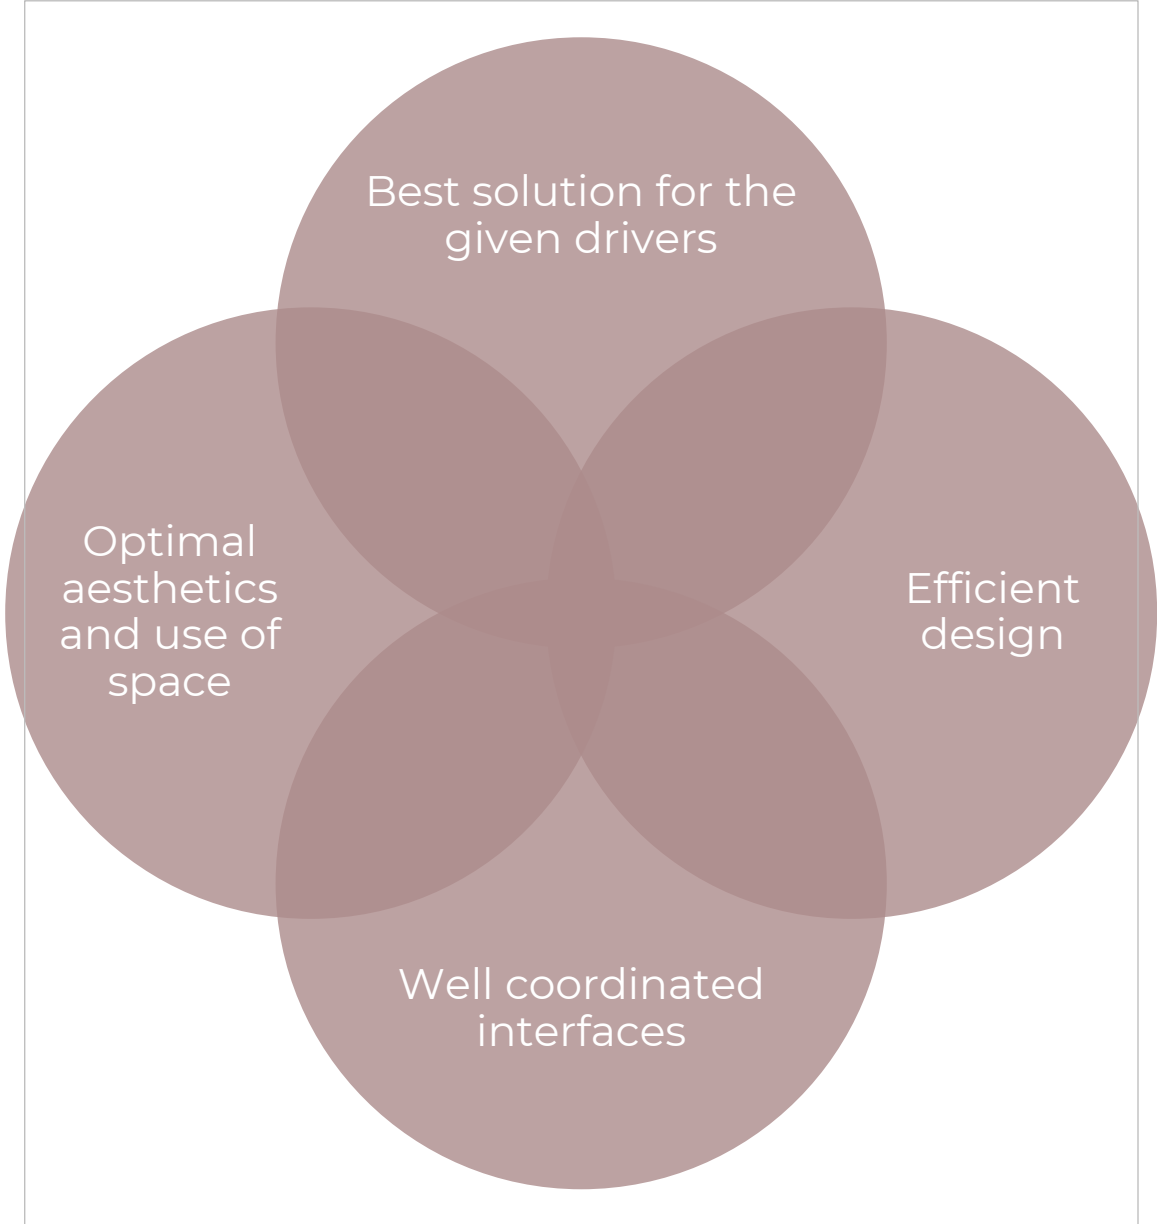 Best solution for the
given drivers
Optimal
aesthetics
and use of
space
Efficient
design
Well coordinated
interfaces